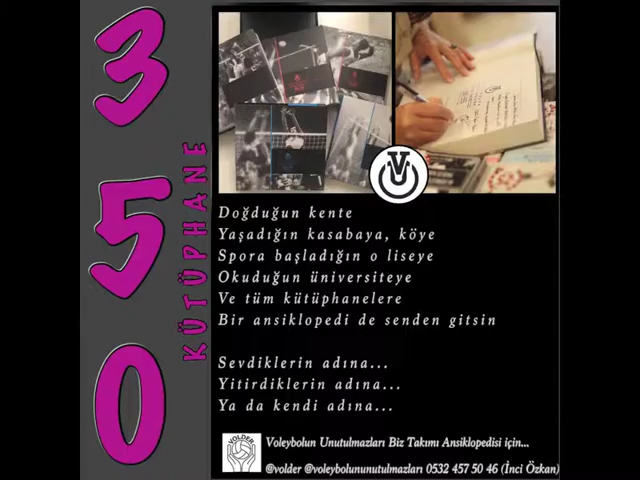 350
KÜTÜPHANE
VU
Doğduğun kente
Yaşadığın kasabaya, köye
Spora başladığın o liseye
Okuduğun üniversiteye
Ve tüm kütüphanelere
Bir ansiklopedi de senden gitsin
Sevdiklerin adına...
Yitirdiklerin adına...
Ya da kendi adına...
VOLDER
Voleybolun Unutulmazları Biz Takımı Ansiklopedisi için...
@volder @voleybolununutulmazları 0532 457 50 46 (İnci Özkan)